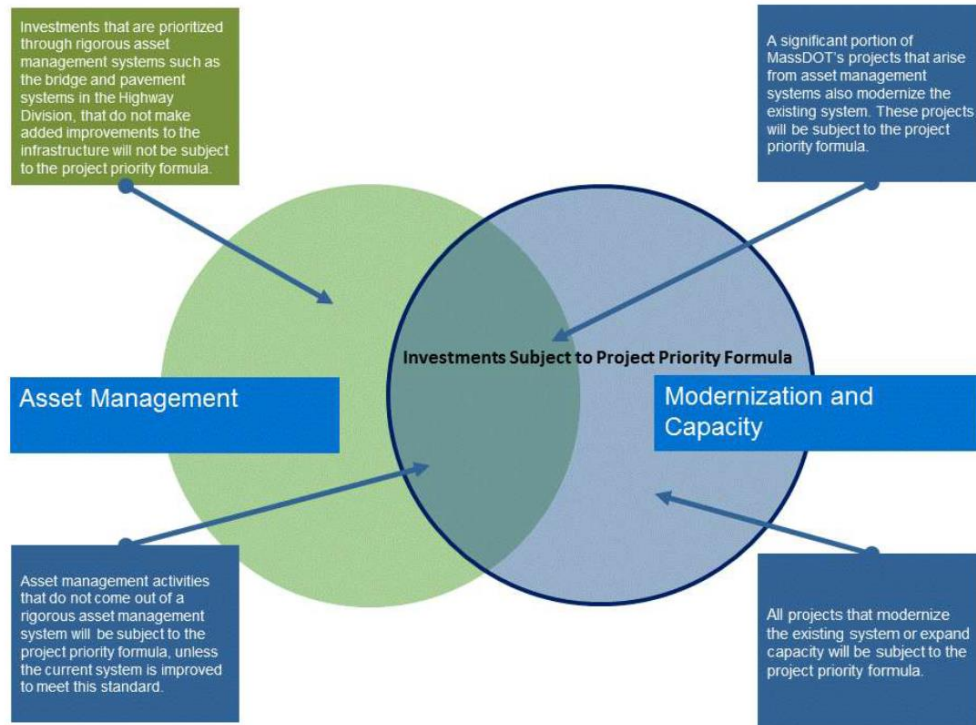 Investments that are prioritized
through rigorous asset
management systems such as
the bridge and pavement
systems in the Highway
Division, that do not make
added improvements to the
infrastructure will not be subject
to the project priority formula.
A significant portion of
MassDOT's projects that arise
from asset management
systems also modernize the
existing system. These projects
will be subject to the project
priority formula.
Investments Subject to Project Priority Formula
Asset Management
Modernization and
Capacity
Asset management activities
that do not come out of a
rigorous asset management
system will be subject to the
project priority formula, unless
the current system is improved
to meet this standard.
All projects that modernize
the existing system or expand
capacity will be subject to the
project priority formula.